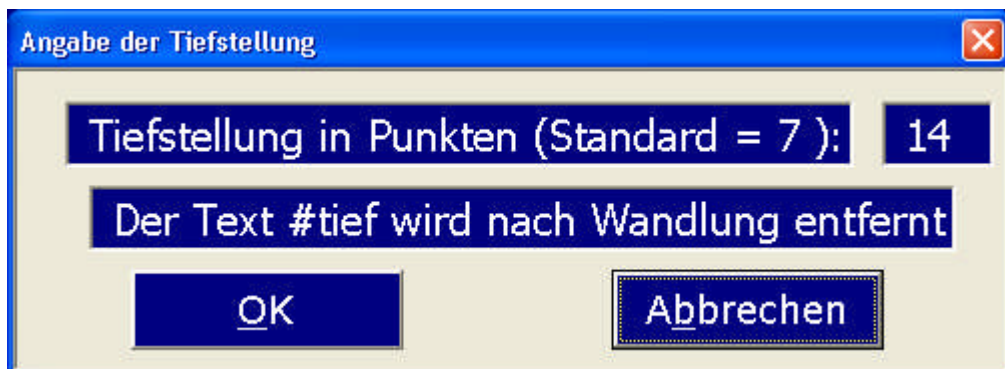 Angabe der Tiefstellung
Tiefstellung in Punkten (Standard = 7 ): 14
Der Text #tief wird nach Wandlung entfernt
OK Abbrechen